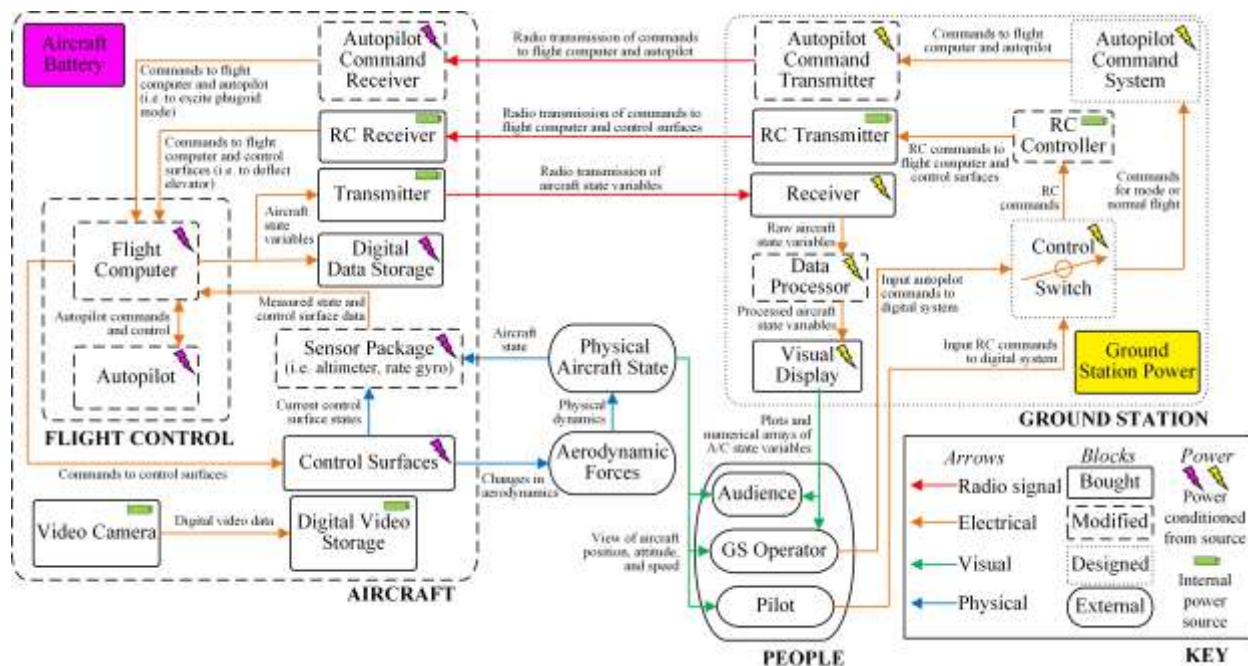 Aircraft
Battery
Autopilot
Command
Receiver
Radio transmission of commands
to flight computer and autopilot
Autopilot
Command
Transmitter
Commands to flight
computer and autopilot
Autopilot
Command
System
Commands to flight
computer and autopilot
(i.e. to excite phugoid
mode)
RC Receiver
Radio transmission of commands to
flight computer and control surfaces
RC Transmitter
RC
Controller
Commands to
flight computer
and control
surfaces (i.e. to deflect
elevator)
RC commands to
flight computer and
control surfaces
Transmitter
Radio transmission of
aircraft state variables
Receiver
RC
commands
Commands
for mode or
normal flight
Aircraft
state
variables
Flight
Computer
Digital
Data Storage
Raw aircraft
state variables
Data
Processor
Control
Switch
Input autopilot
commands to
digital system
Measured state and
control surface data
Autopilot commands
and control
Processed aircraft
state variables
Autopilot
Sensor Package
(i.e. altimeter, rate gyro)
Aircraft
state
Physical
Aircraft State
Visual
Display
Input RC commands
to digital system
Ground
Station Power
FLIGHT CONTROL
Current control
surface states
Physical
dynamics
GROUND STATION
Plots and
numerical arrays of
A/C state variables
Commands to control surfaces
Control Surfaces
Changes in
aerodynamics
Aerodynamic
Forces
Video Camera
Digital video data
Digital Video
Storage
AIRCRAFT
View of aircraft
position, attitude,
and speed
Audience
GS Operator
Pilot
PEOPLE
Arrows
Blocks
Power
Radio signal
Bought
Power
conditioned
from source
Electrical
Modified
Visual
Designed
Internal
power
source
Physical
External
KEY